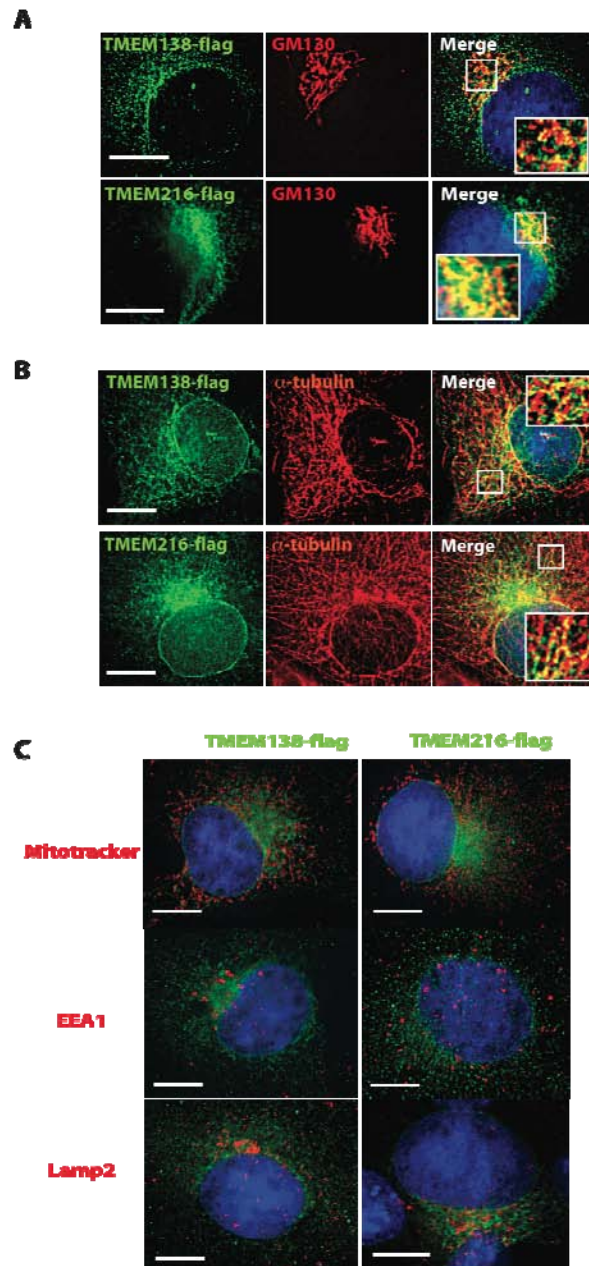 A
TMEM138-flag GM130 Merge
TMEM216-flag GM130 Merge
B
TMEM138-flag α-tubulin Merge
TMEM216-flag α-tubulin Merge
C
TMEM138-flag TMEM216-flag
Mitotracker
EEA1
Lamp2